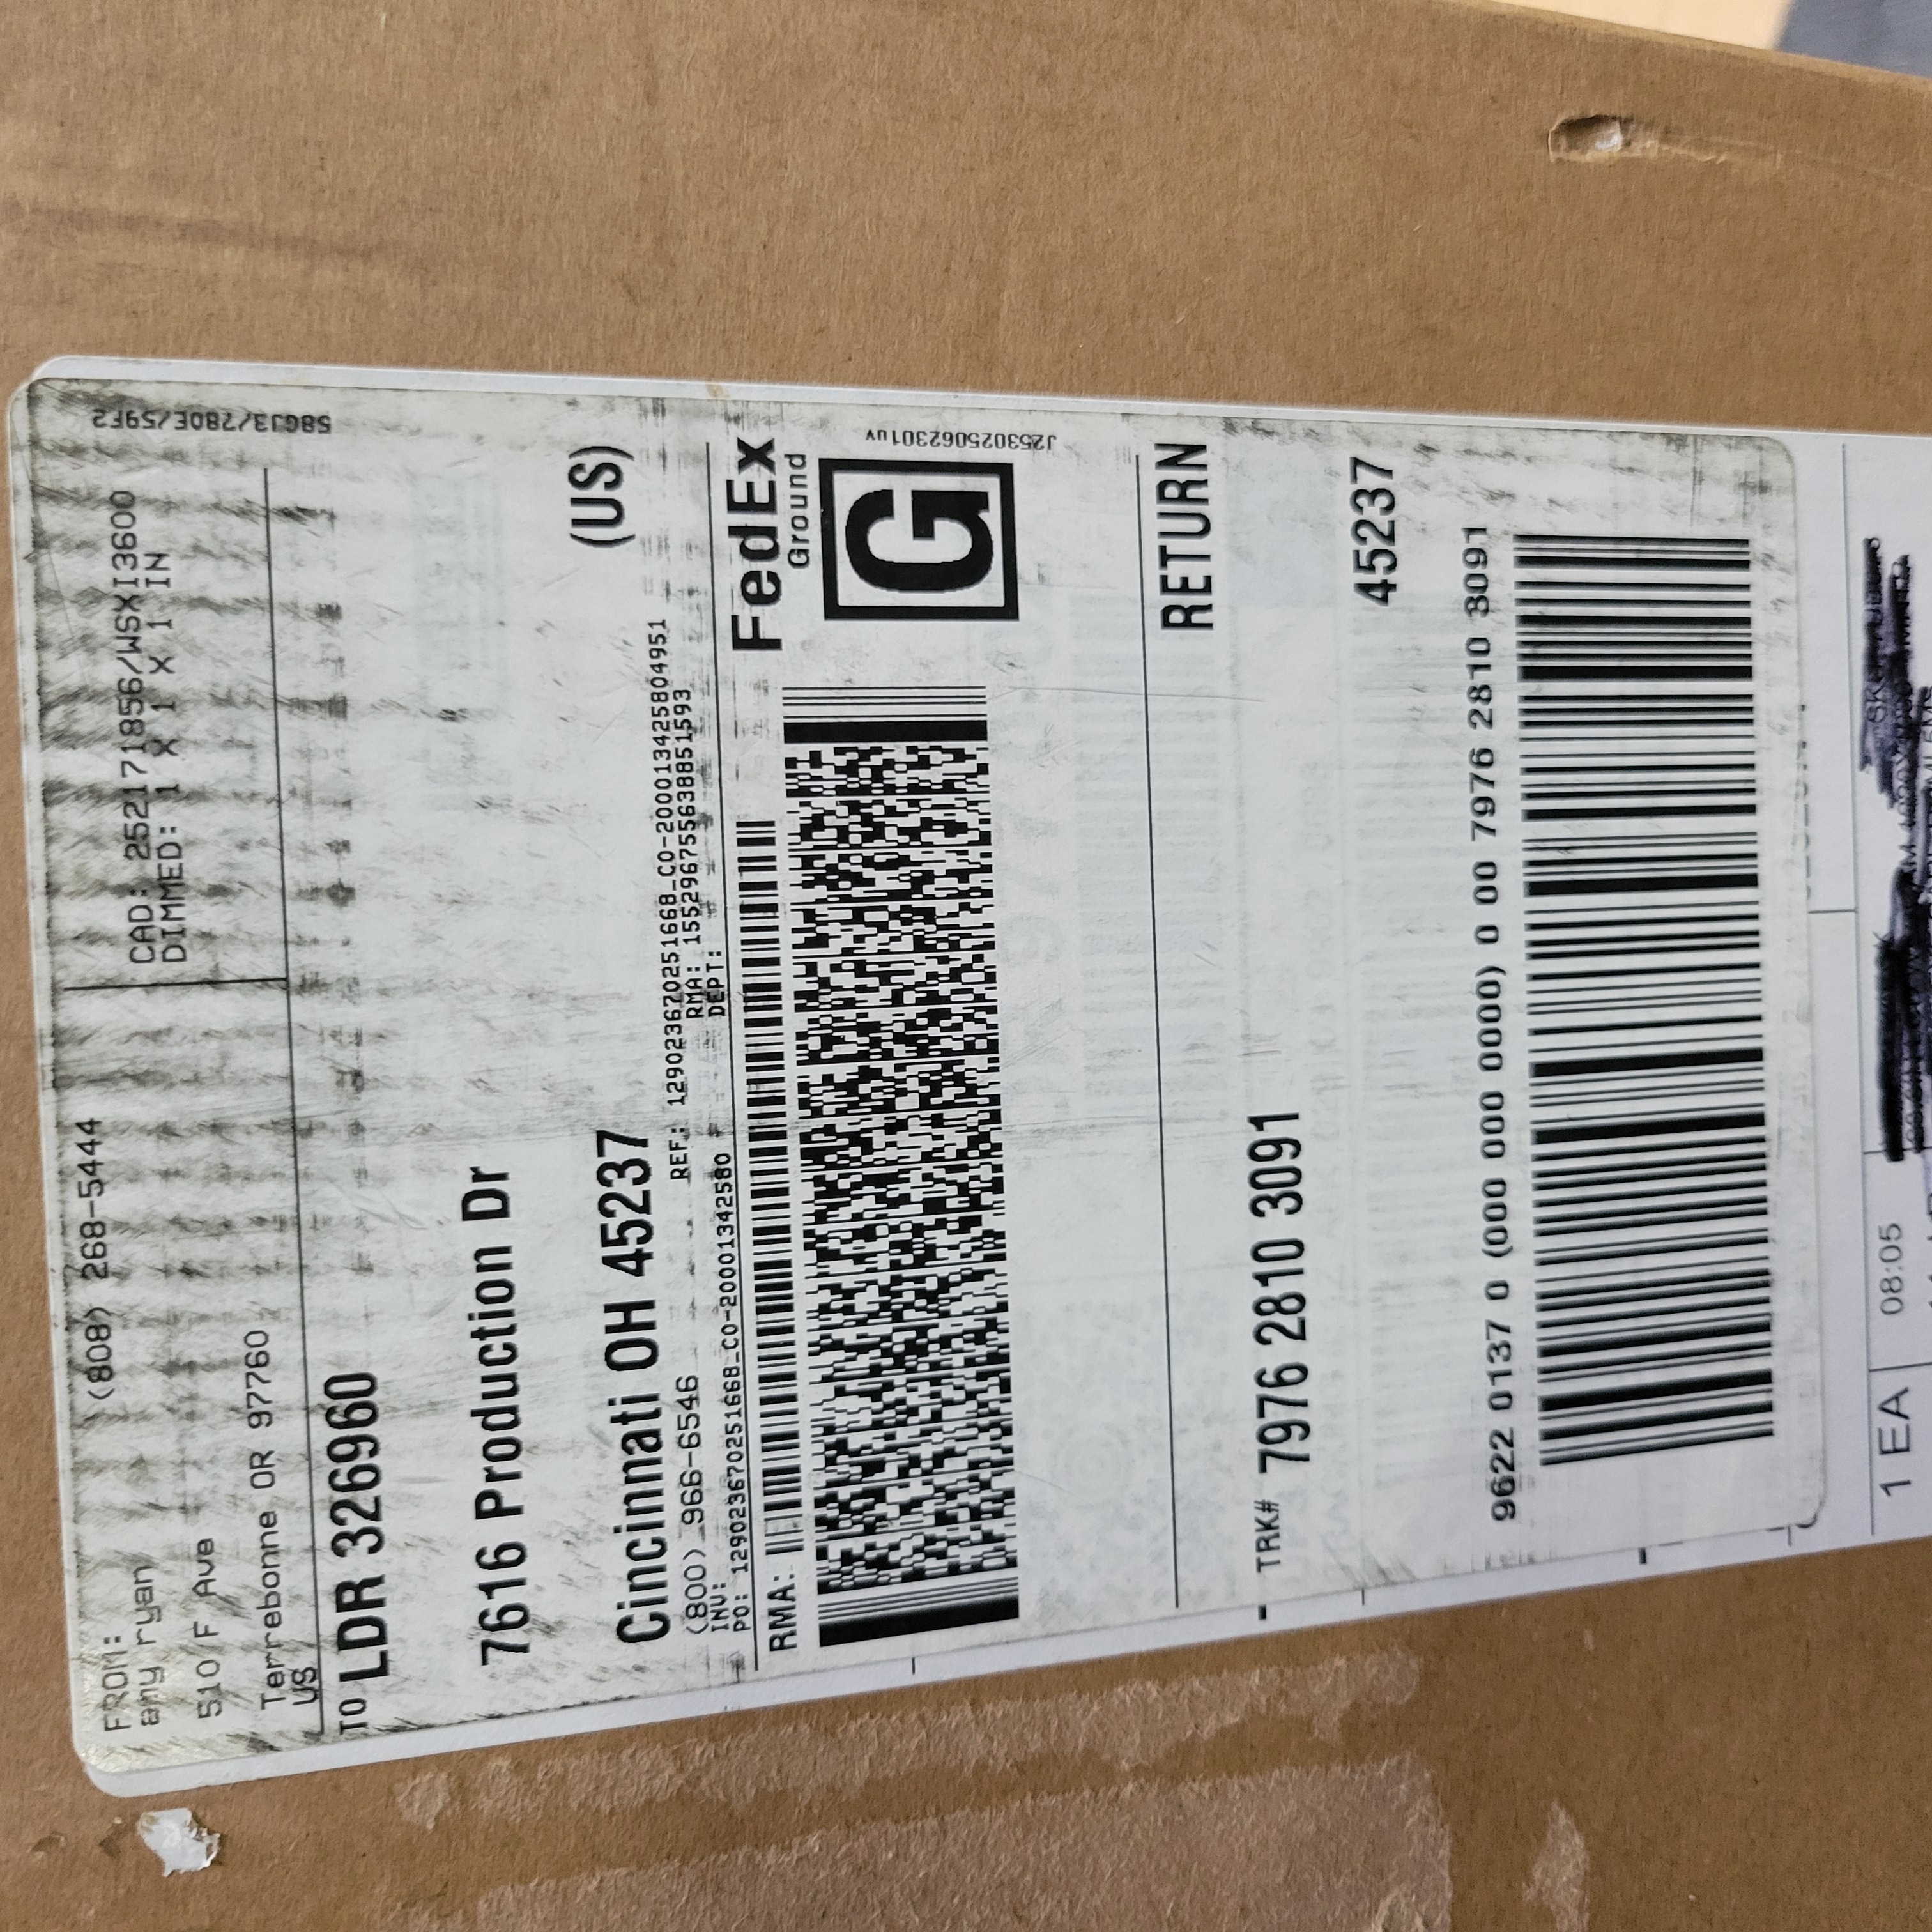 FROM:
any ryan
(808) 268-5444
510 F Ave
Terrebonne OR 97760
US
CAD: 252171856/WSXI3600
DIMMED: 1 X 1 X 1 IN
58GJ3/280E/59F2
TO LDR 326960
7616 Production Dr
Cincinnati OH 45237
(US)
(800) 966-6546
REF: 129023670251668_CO-200013425804951
INV:
RMA: 155296755638851593
PO: 129023670251668_CO-20001342580
DEPT:
RMA:
FedEx
Ground
G
J253025062301uv
RETURN
TRK# 7976 2810 3091
45237
9622 0137 0 (000 000 0000) 0 00 7976 2810 3091
1 EA
08:05